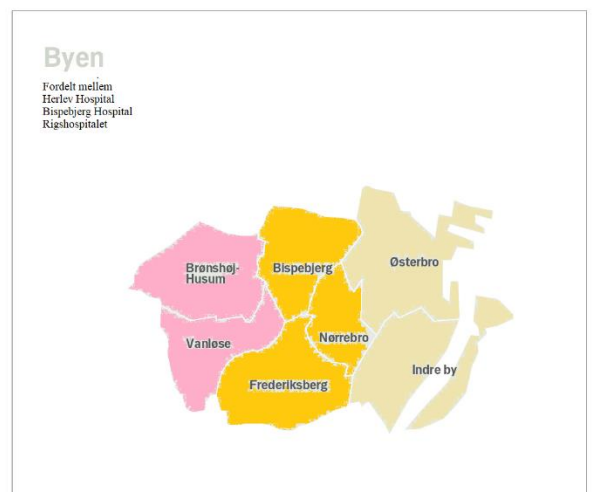 Byen
Fordelt mellem
Herlev Hospital
Bispebjerg Hospital
Rigshospitalet
Brønshøj-
Husum
Bispebjerg
Østerbro
Vanløse
Nørrebro
Frederiksberg
Indre by